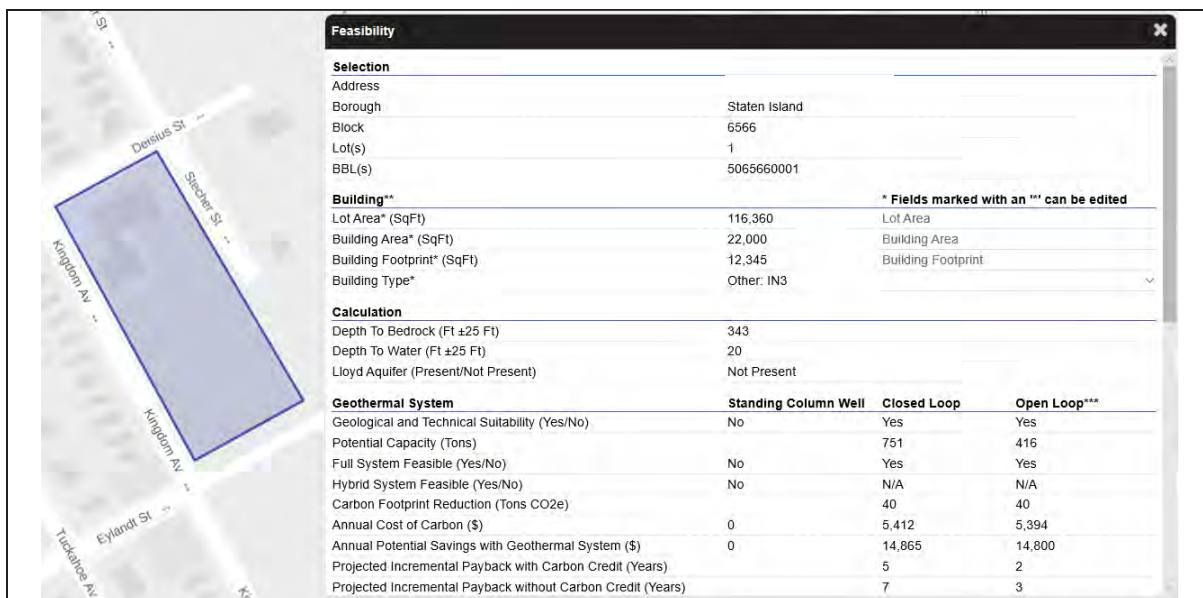 Feasibility
Selection
Address
Borough Staten Island
Block 6566
Lot(s) 1
BBL(s) 5065660001
Building** * Fields marked with an '*' can be edited
Lot Area* (SqFt) 116,360 Lot Area
Building Area* (SqFt) 22,000 Building Area
Building Footprint* (SqFt) 12,345 Building Footprint
Building Type* Other: IN3
Calculation
Depth To Bedrock (Ft ±25 Ft) 343
Depth To Water (Ft ±25 Ft) 20
Lloyd Aquifer (Present/Not Present) Not Present
Geothermal System Standing Column Well Closed Loop Open Loop***
Geological and Technical Suitability (Yes/No) No Yes Yes
Potential Capacity (Tons) 751 416
Full System Feasible (Yes/No) No Yes Yes
Hybrid System Feasible (Yes/No) No N/A N/A
Carbon Footprint Reduction (Tons CO2e) 40 40
Annual Cost of Carbon ($) 0 5,412 5,394
Annual Potential Savings with Geothermal System ($) 0 14,865 14,800
Projected Incremental Payback with Carbon Credit (Years) 5 2
Projected Incremental Payback without Carbon Credit (Years) 7 3
St
Deisius St
Stecher St
Kingdom Av
Kingdom Av
Eylandt St
Tuckahoe Av